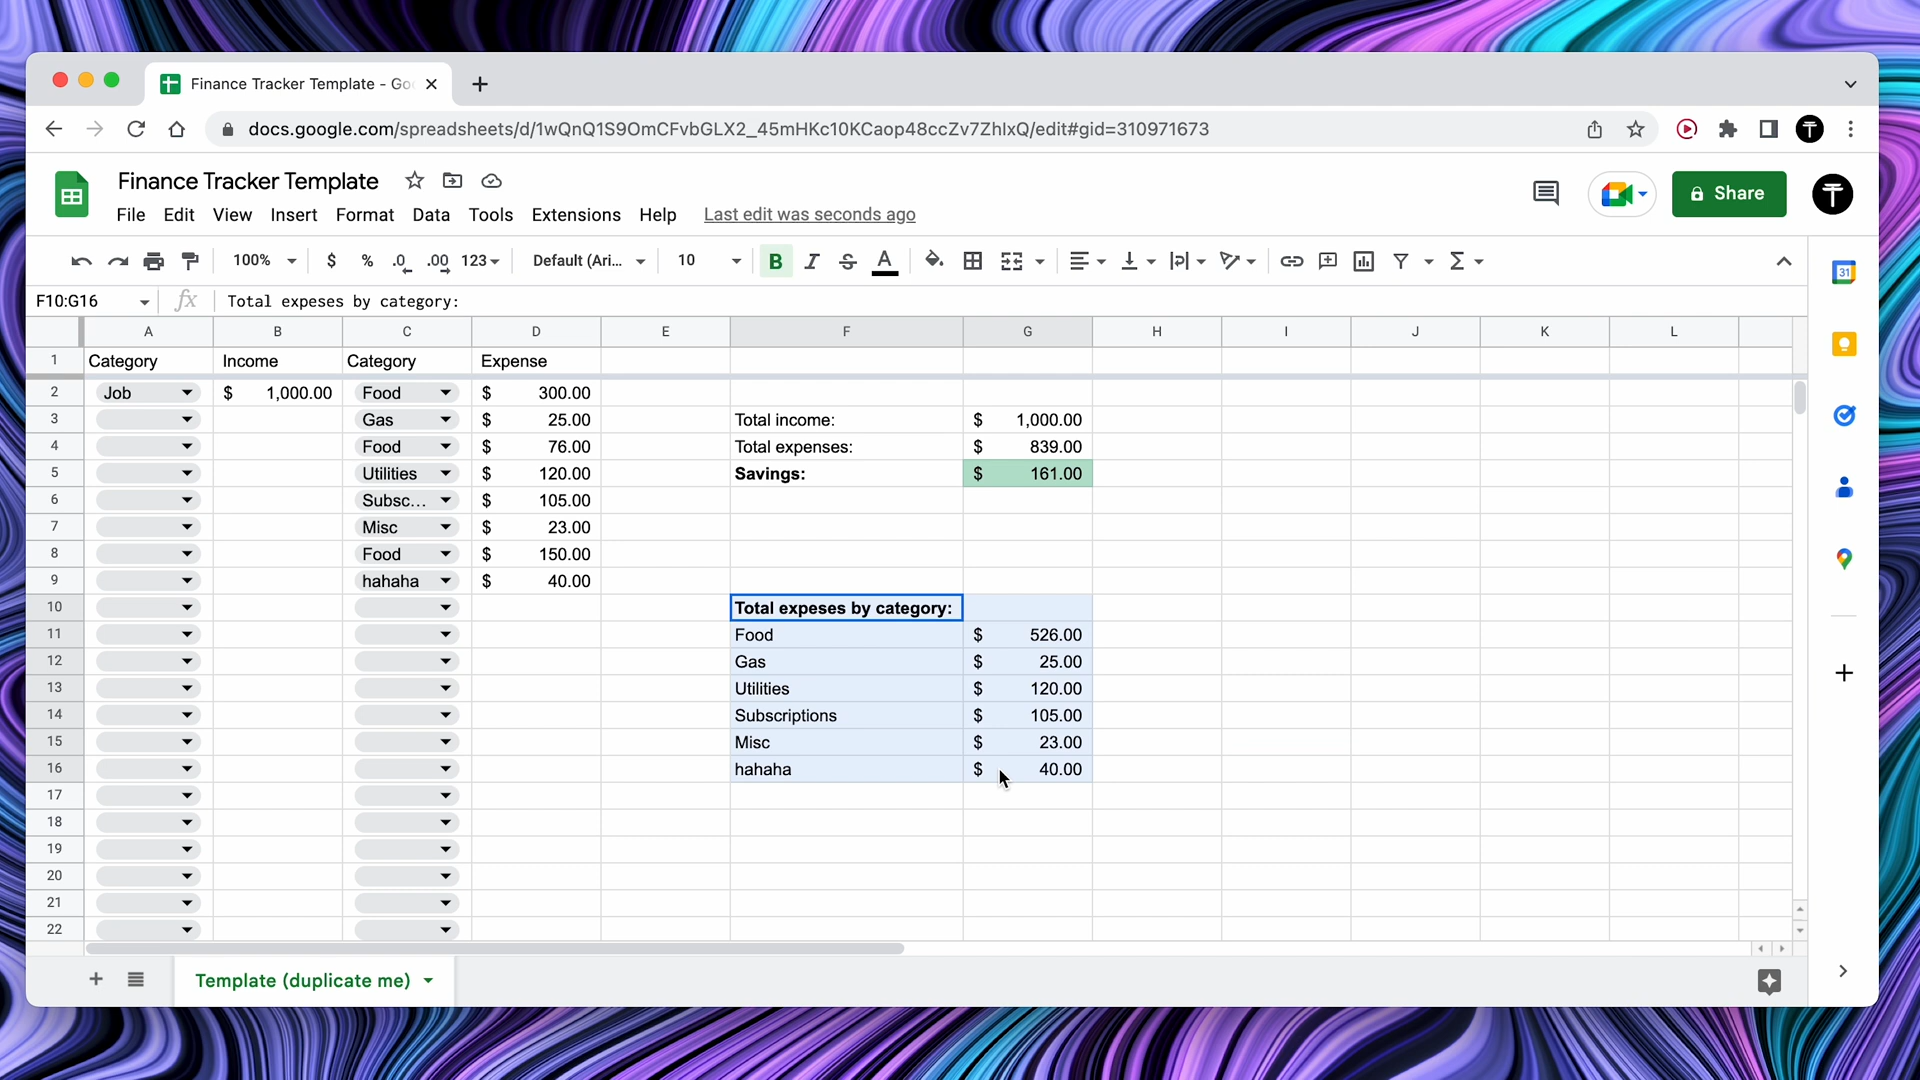 Finance Tracker Template - Goo
docs.google.com/spreadsheets/d/1wQnQ1S9OmCFvbGLX2_45mHKc10KCaop48ccZv7ZhlxQ/edit#gid=310971673
Finance Tracker Template
File Edit View Insert Format Data Tools Extensions Help Last edit was seconds ago
Share
100% $ % .0 .00 123 Default (Ari... 10 B I S A
31
F10:G16 fx Total expeses by category:
A B C D E F G H I J K L
1 Category Income Category Expense
2 Job $ 1,000.00 Food $ 300.00
3 Gas $ 25.00 Total income: $ 1,000.00
4 Food $ 76.00 Total expenses: $ 839.00
5 Utilities $ 120.00 Savings: $ 161.00
6 Subsc... $ 105.00
7 Misc $ 23.00
8 Food $ 150.00
9 hahaha $ 40.00
10 Total expeses by category:
11 Food $ 526.00
12 Gas $ 25.00
13 Utilities $ 120.00
14 Subscriptions $ 105.00
15 Misc $ 23.00
16 hahaha $ 40.00
17
18
19
20
21
22
Template (duplicate me)